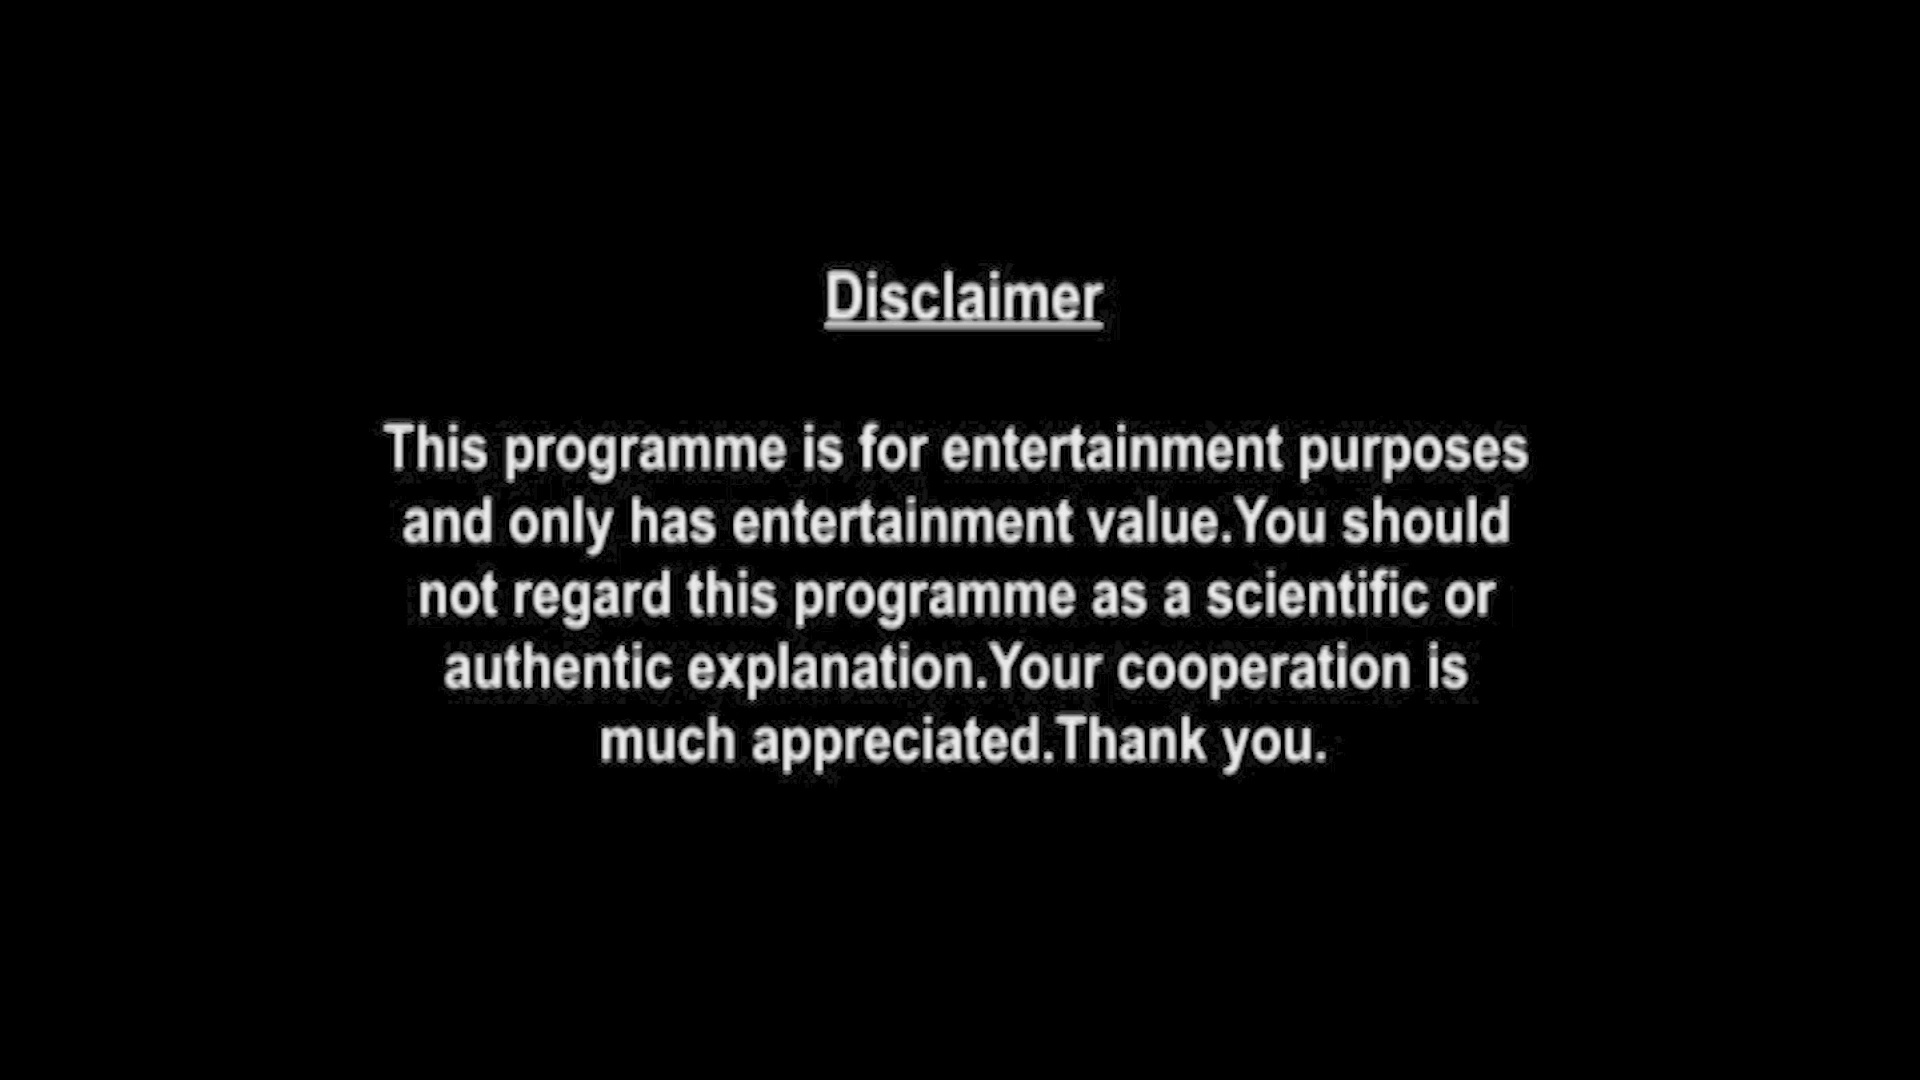 Disclaimer
This programme is for entertainment purposes
and only has entertainment value.You should
not regard this programme as a scientific or
authentic explanation.Your cooperation is
much appreciated.Thank you.